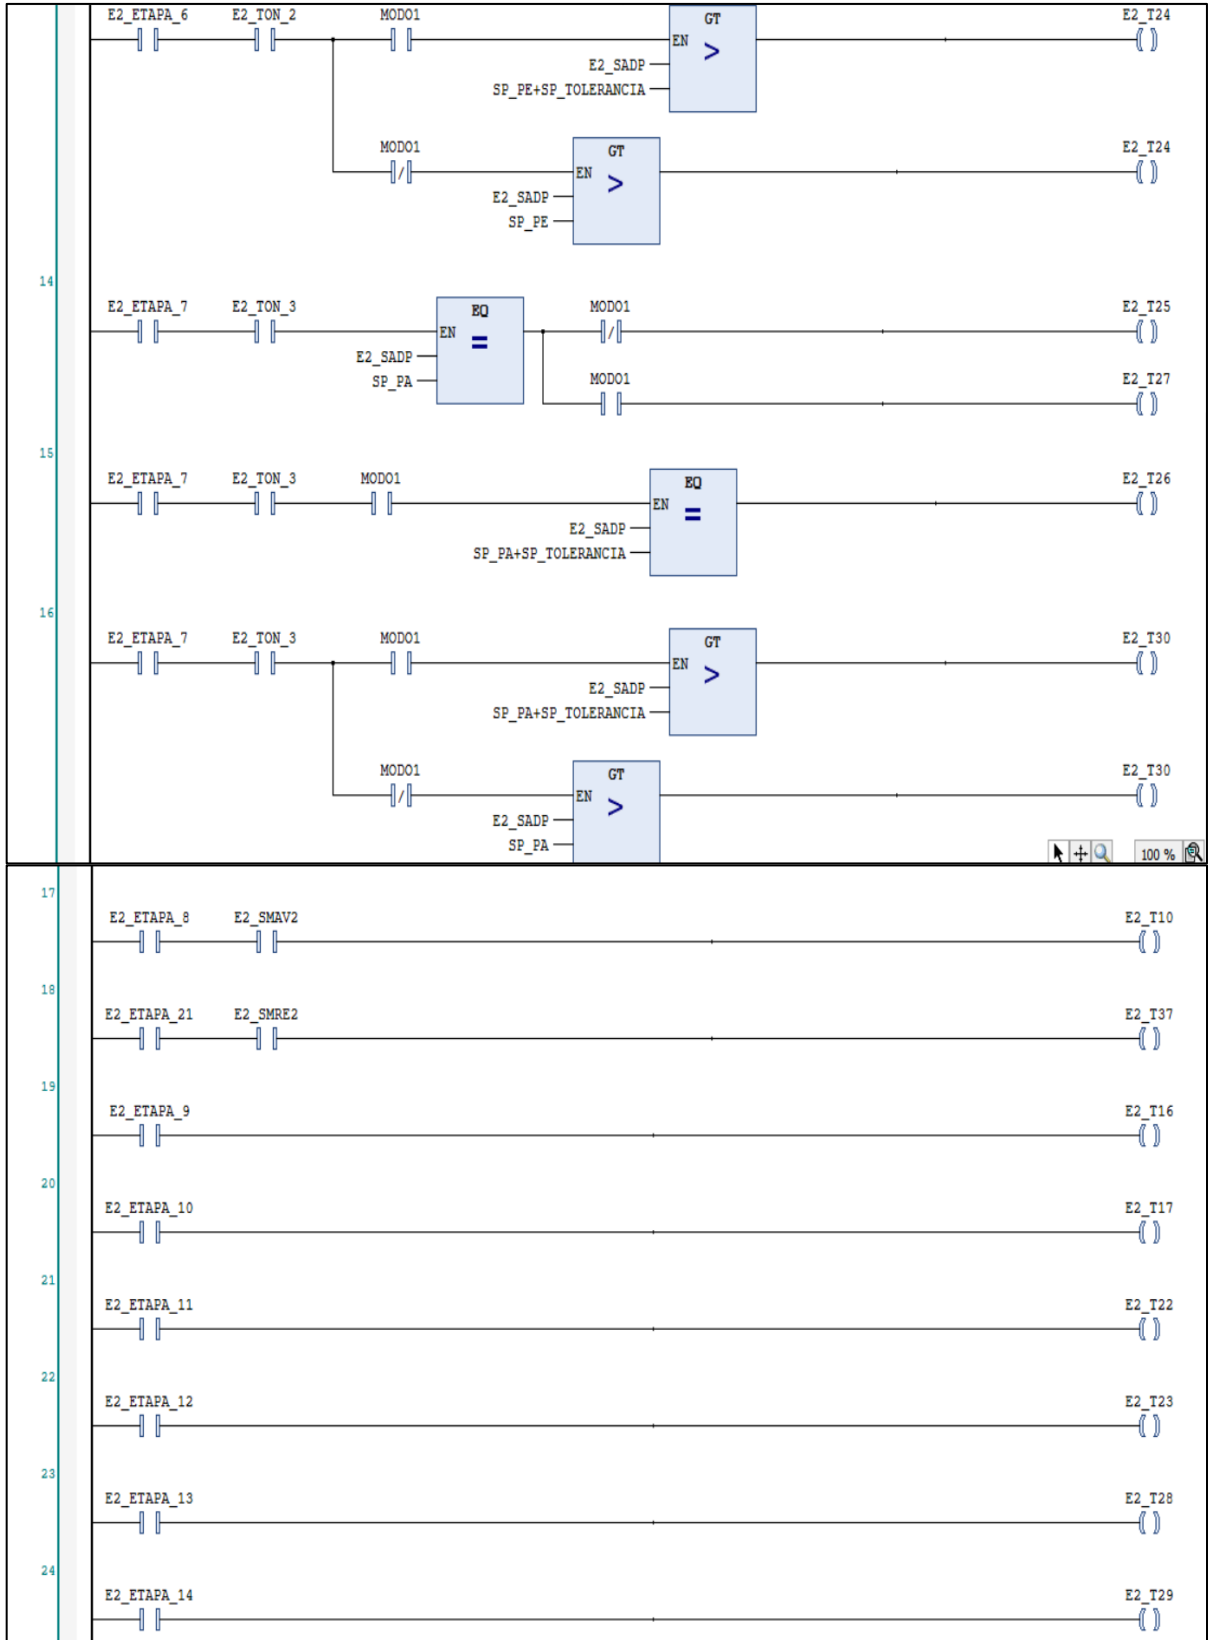 E2_ETAPA_6 E2_TON_2 MODO1 GT E2_T24
EN >
E2_SADP
SP_PE+SP_TOLERANCIA
MODO1 GT E2_T24
EN >
E2_SADP
SP_PE
14
E2_ETAPA_7 E2_TON_3 EQ MODO1 E2_T25
EN =
E2_SADP
SP_PA
MODO1 E2_T27
15
E2_ETAPA_7 E2_TON_3 MODO1 EQ E2_T26
EN =
E2_SADP
SP_PA+SP_TOLERANCIA
16
E2_ETAPA_7 E2_TON_3 MODO1 GT E2_T30
EN >
E2_SADP
SP_PA+SP_TOLERANCIA
MODO1 GT E2_T30
EN >
E2_SADP
SP_PA
100 %
17
E2_ETAPA_8 E2_SMAV2 E2_T10
18
E2_ETAPA_21 E2_SMRE2 E2_T37
19
E2_ETAPA_9 E2_T16
20
E2_ETAPA_10 E2_T17
21
E2_ETAPA_11 E2_T22
22
E2_ETAPA_12 E2_T23
23
E2_ETAPA_13 E2_T28
24
E2_ETAPA_14 E2_T29